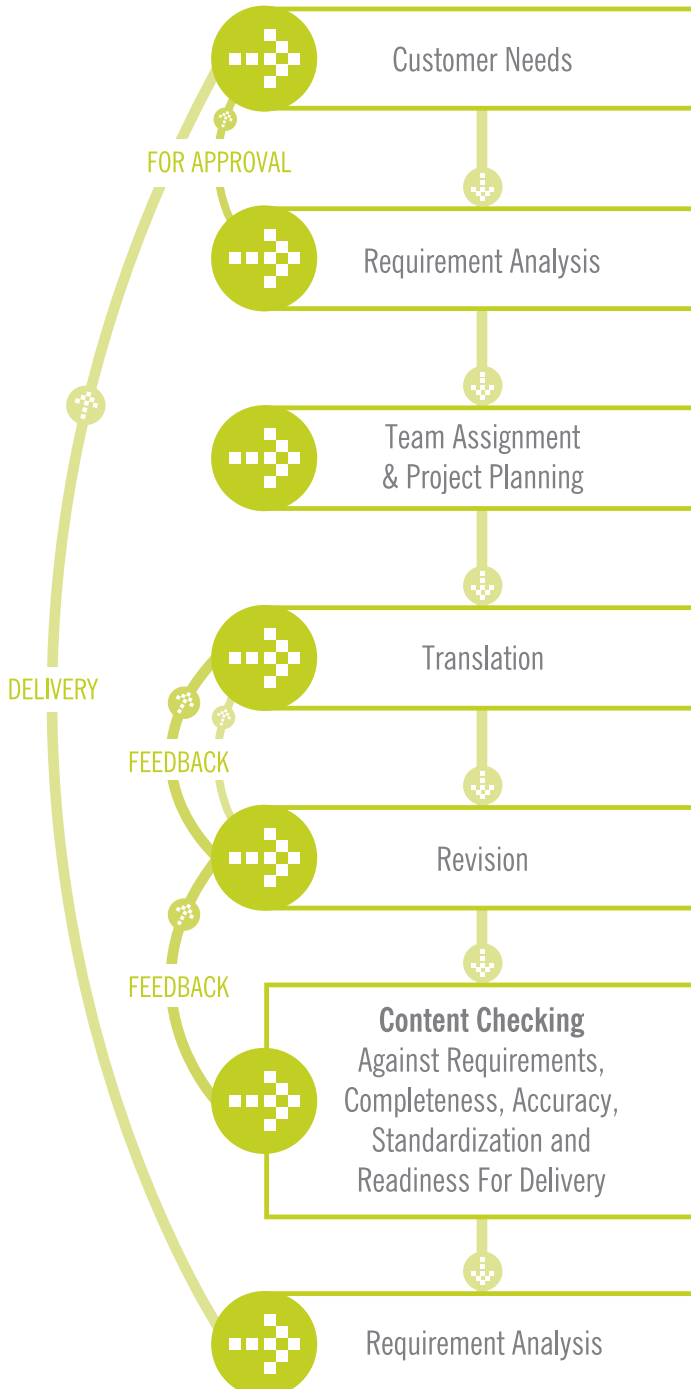 Customer Needs
FOR APPROVAL
Requirement Analysis
Team Assignment
& Project Planning
Translation
DELIVERY
FEEDBACK
Revision
FEEDBACK
Content Checking
Against Requirements,
Completeness, Accuracy,
Standardization and
Readiness For Delivery
Requirement Analysis